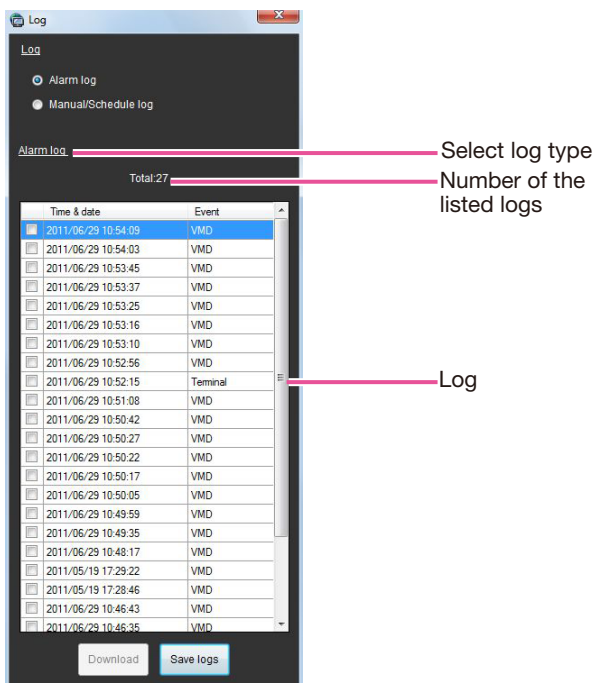 Log
Log
Alarm log
Manual/Schedule log
Alarm log
Select log type
Total:27
Number of the
listed logs
Time & date Event
2011/06/29 10:54:09 VMD
2011/06/29 10:54:03 VMD
2011/06/29 10:53:45 VMD
2011/06/29 10:53:37 VMD
2011/06/29 10:53:25 VMD
2011/06/29 10:53:16 VMD
2011/06/29 10:53:10 VMD
2011/06/29 10:52:56 VMD
2011/06/29 10:52:15 Terminal
Log
2011/06/29 10:51:08 VMD
2011/06/29 10:50:42 VMD
2011/06/29 10:50:27 VMD
2011/06/29 10:50:22 VMD
2011/06/29 10:50:17 VMD
2011/06/29 10:50:05 VMD
2011/06/29 10:49:59 VMD
2011/06/29 10:49:35 VMD
2011/06/29 10:48:17 VMD
2011/05/19 17:29:22 VMD
2011/05/19 17:28:46 VMD
2011/06/29 10:46:43 VMD
2011/06/29 10:46:35 VMD
Download Save logs